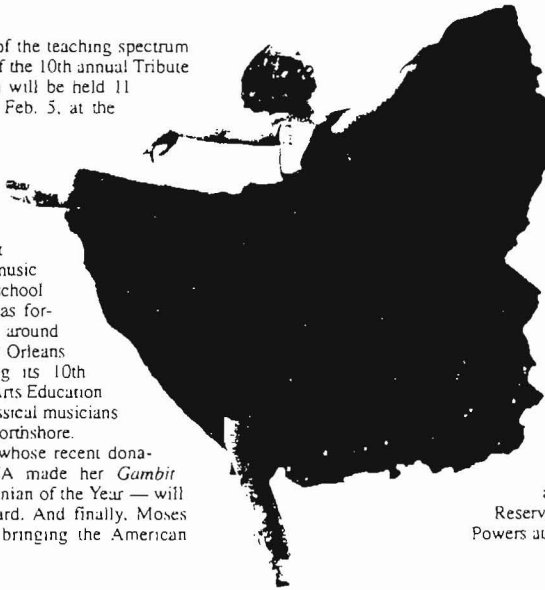 of the teaching spectrum
of the 10th annual Tribute
will be held 11
Feb. 5, at the
music
school
as for-
around
Orleans
g its 10th
Arts Education
ssical musicians
orthshore.
whose recent dona-
A made her Gambit
nian of the Year — will
ard. And finally, Moses
bringing the American
a
Reserv
Powers at